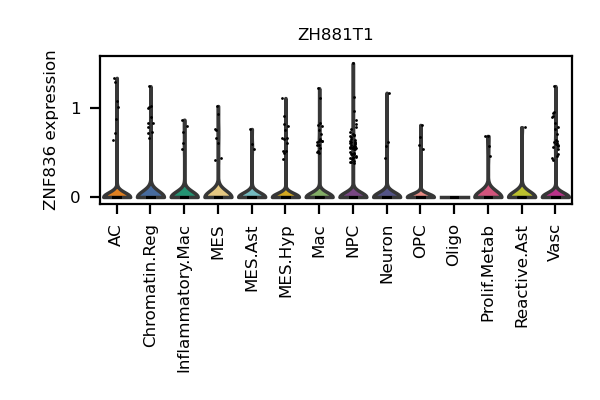 ZH881T1
ZNF836 expression
1
0
AC
Chromatin.Reg
Inflammatory.Mac
MES
MES.Ast
MES.Hyp
Mac
NPC
Neuron
OPC
Oligo
Prolif.Metab
Reactive.Ast
Vasc